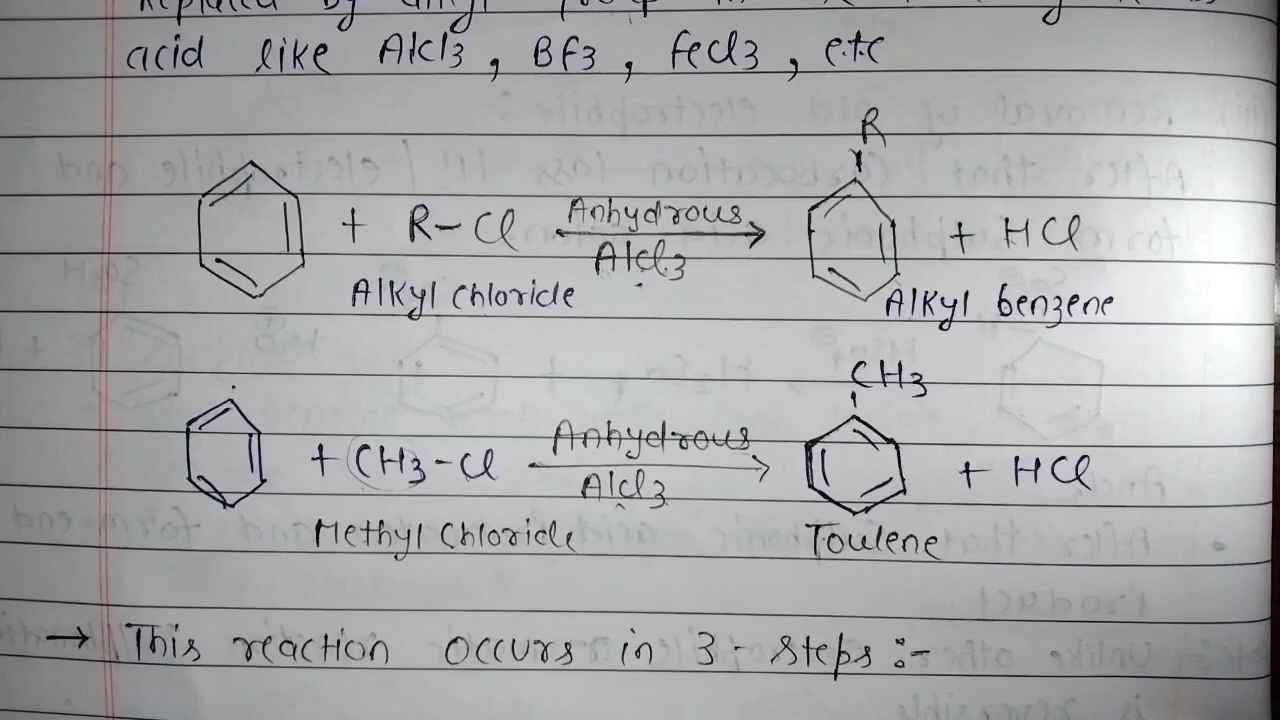 acid like AlCl3, BF3, FeCl3, etc
R
+ R-Cl Anhydrous AlCl3 + HCl
Alkyl chloride Alkyl benzene
CH3
+ CH3-Cl Anhydrous AlCl3 + HCl
Methyl Chloride Toulene
→ This reaction occurs in 3-steps :-